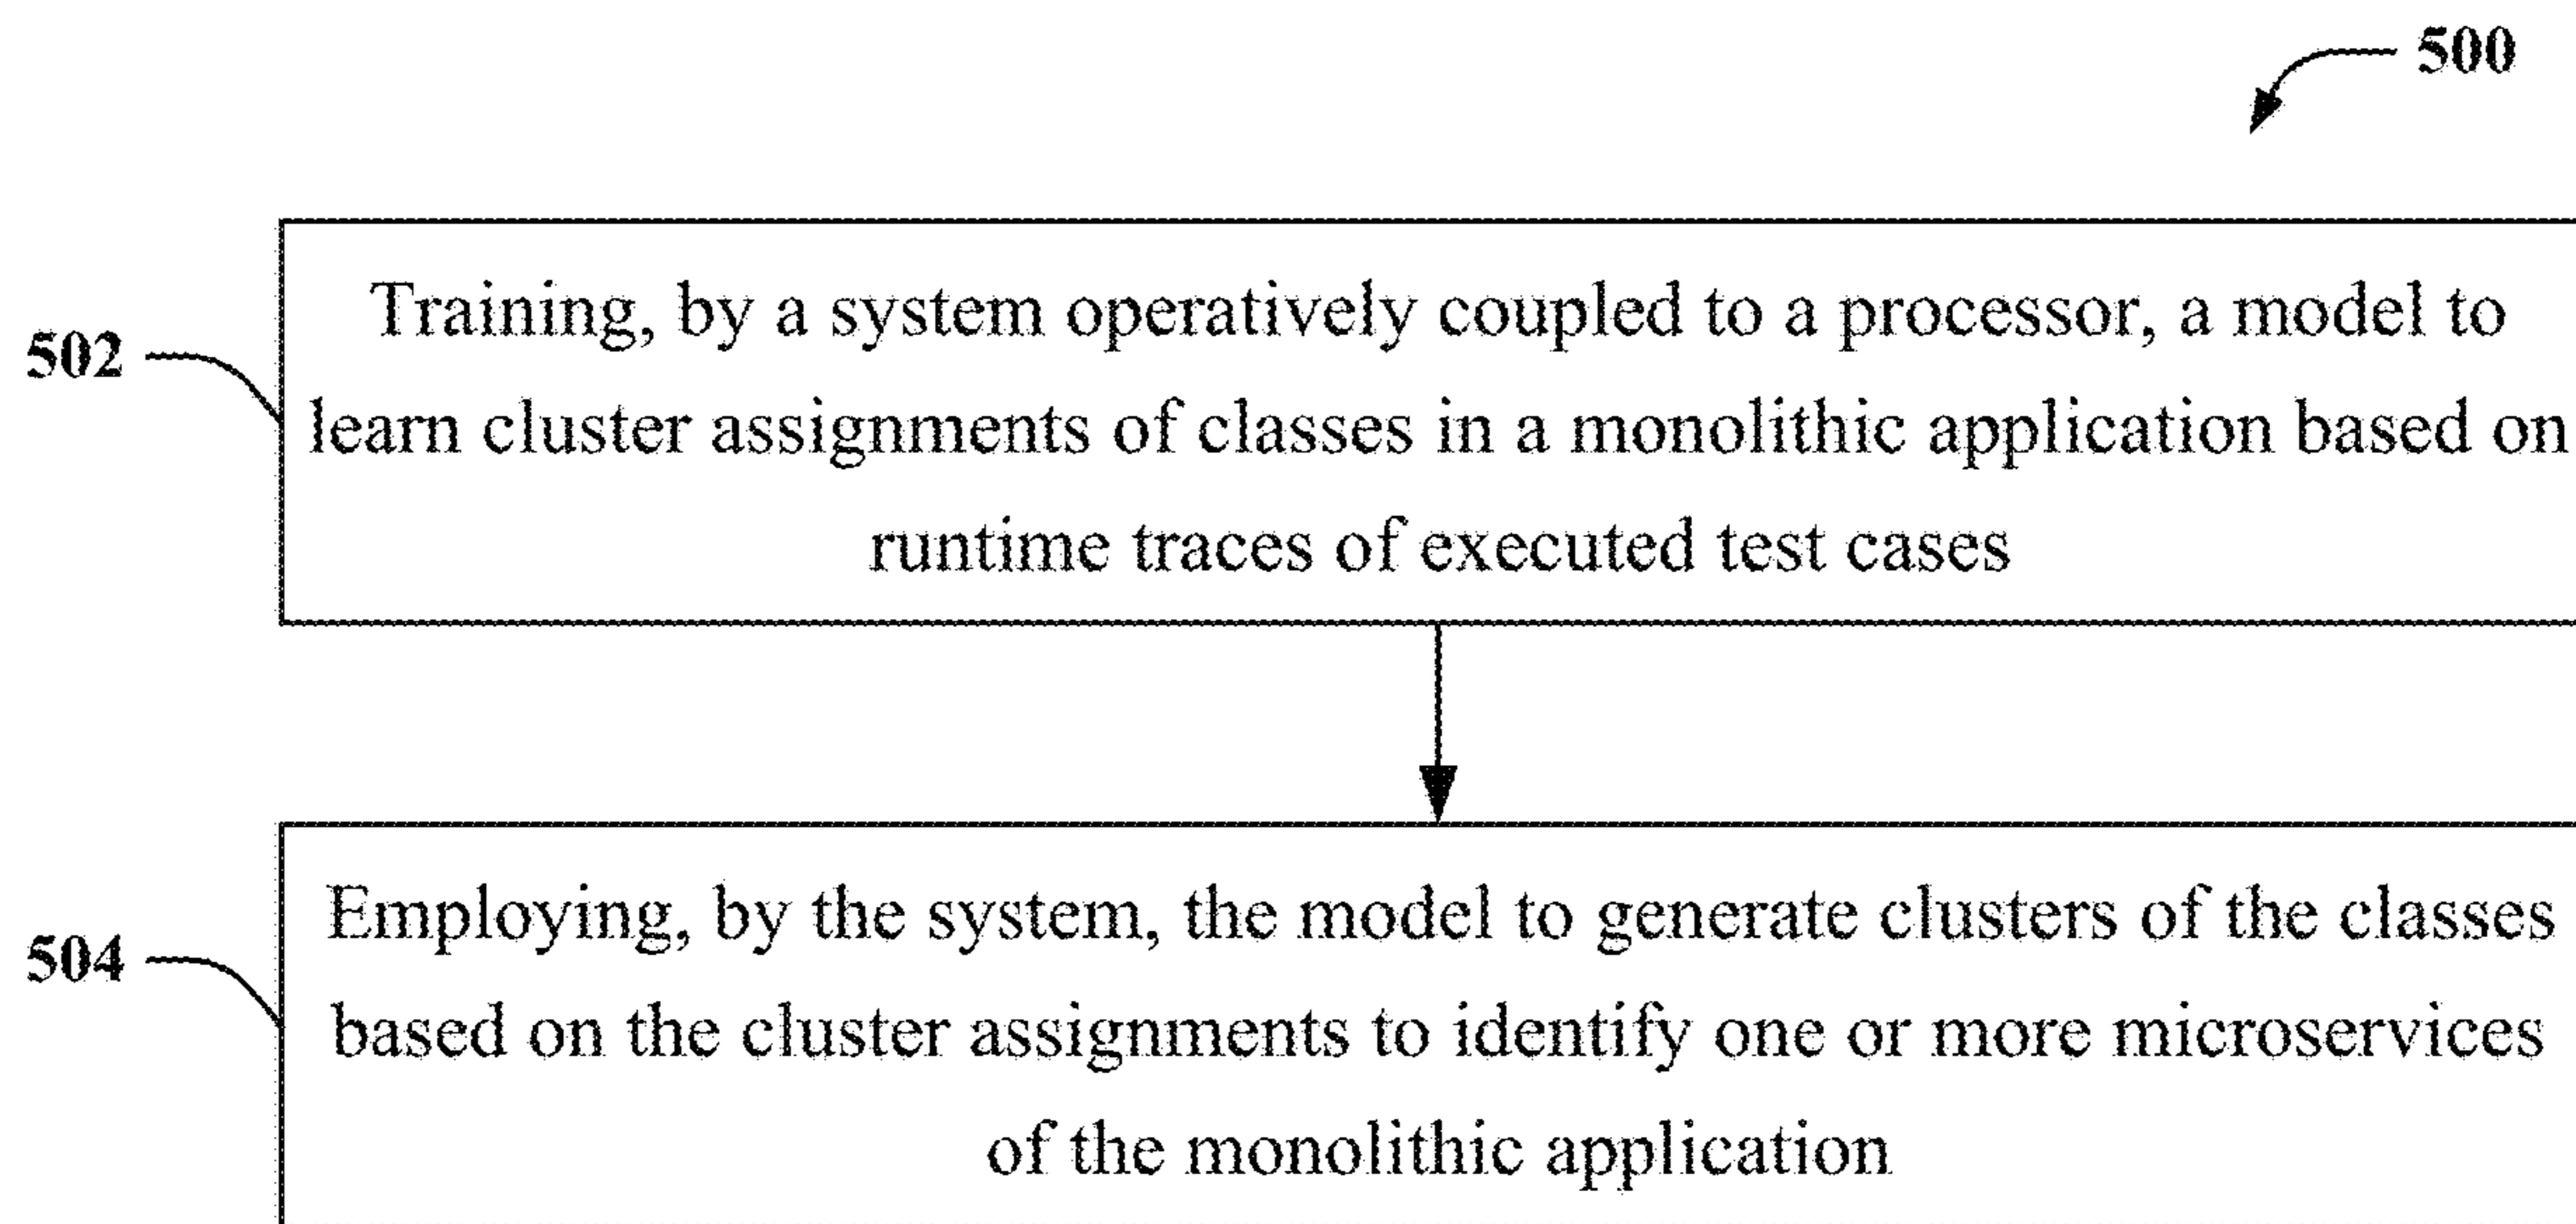 500
502
Training, by a system operatively coupled to a processor, a model to
learn cluster assignments of classes in a monolithic application based on
runtime traces of executed test cases
504
Employing, by the system, the model to generate clusters of the classes
based on the cluster assignments to identify one or more microservices
of the monolithic application